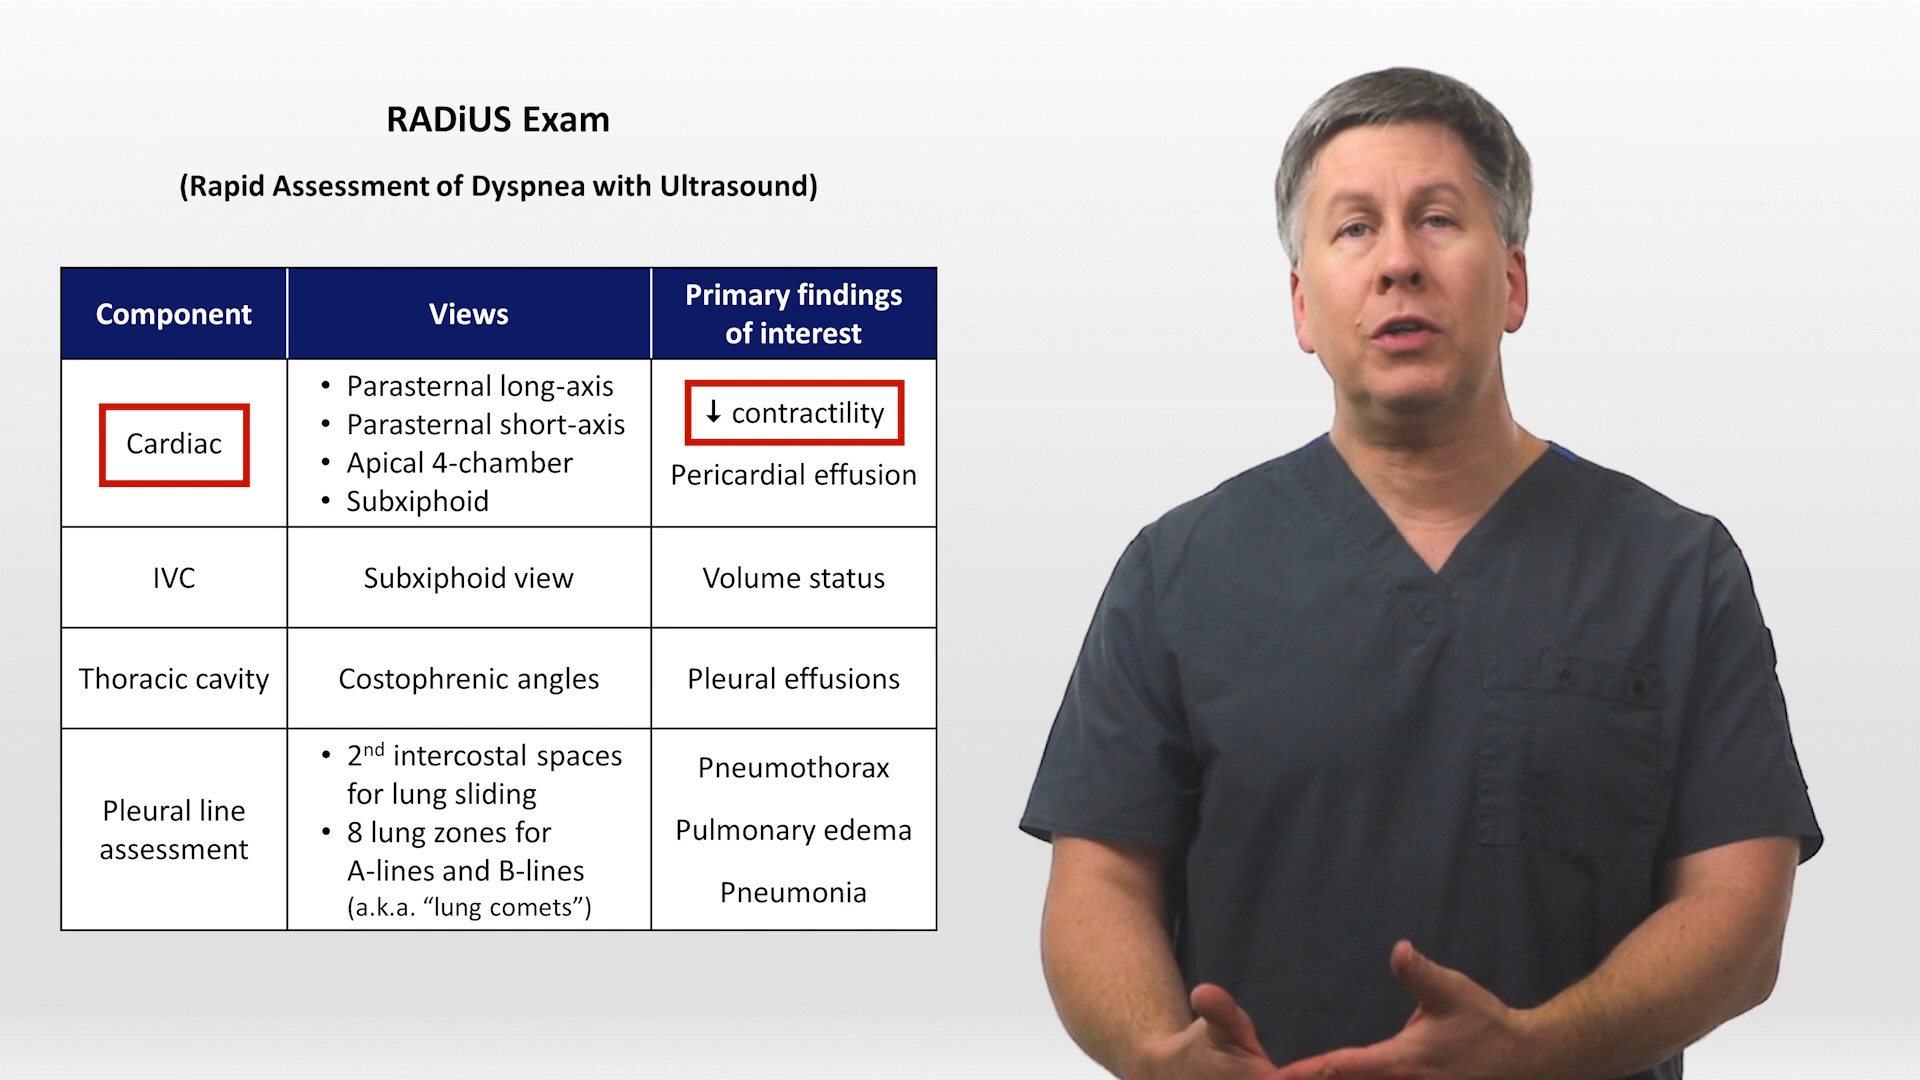 RADiUS Exam
(Rapid Assessment of Dyspnea with Ultrasound)
Component
Views
Primary findings
of interest
Cardiac
• Parasternal long-axis
• Parasternal short-axis
• Apical 4-chamber
• Subxiphoid
↓ contractility
Pericardial effusion
IVC
Subxiphoid view
Volume status
Thoracic cavity
Costophrenic angles
Pleural effusions
Pleural line
assessment
• 2nd intercostal spaces
for lung sliding
• 8 lung zones for
A-lines and B-lines
(a.k.a. “lung comets”)
Pneumothorax
Pulmonary edema
Pneumonia